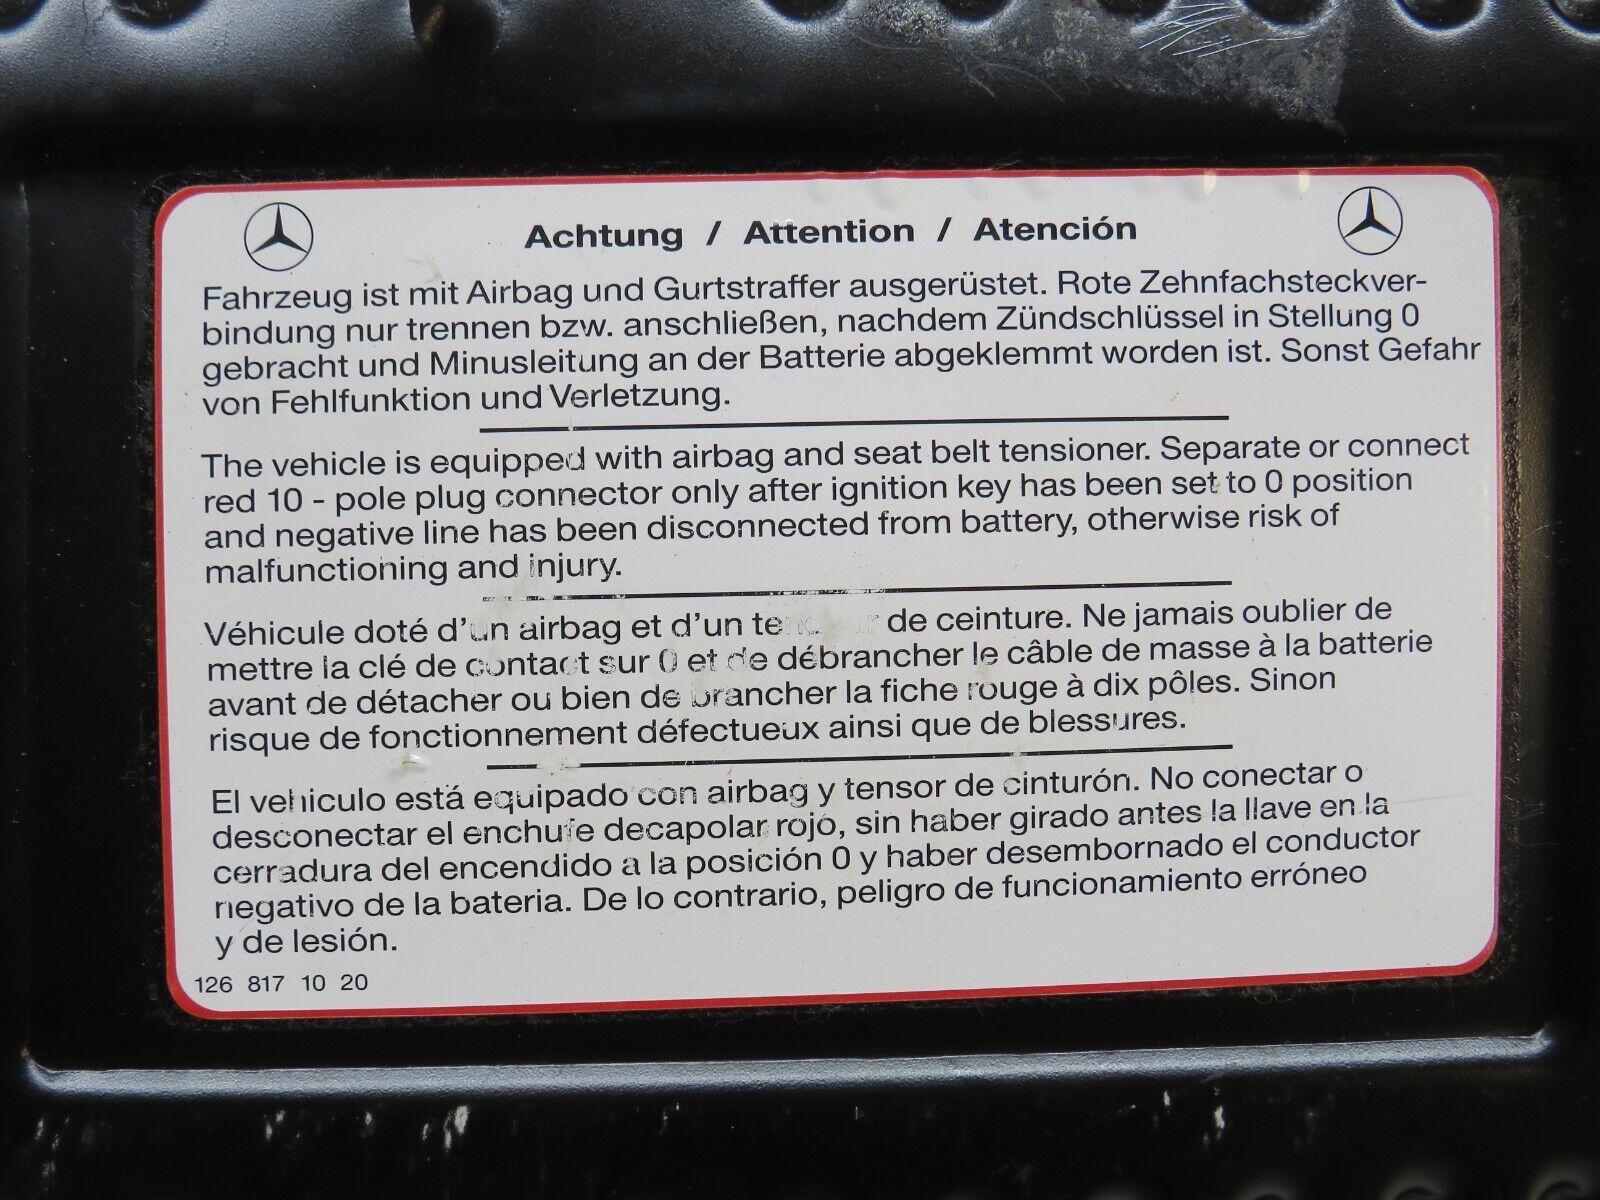 Achtung / Attention / Atención
Fahrzeug ist mit Airbag und Gurtstraffer ausgerüstet. Rote Zehnfachsteckver-
bindung nur trennen bzw. anschließen, nachdem Zündschlüssel in Stellung 0
gebracht und Minusleitung an der Batterie abgeklemmt worden ist. Sonst Gefahr
von Fehlfunktion und Verletzung.
The vehicle is equipped with airbag and seat belt tensioner. Separate or connect
red 10 - pole plug connector only after ignition key has been set to 0 position
and negative line has been disconnected from battery, otherwise risk of
malfunctioning and injury.
Véhicule doté d'un airbag et d'un de ceinture. Ne jamais oublier de
mettre la clé de contact sur 0 et de débrancher le câble de masse à la batterie
avant de détacher ou bien de brancher la fiche rouge à dix pôles. Sinon
risque de fonctionnement défectueux ainsi que de blessures.
El vehiculo está equipado con airbag y tensor de cinturón. No conectar o
desconectar el enchufe decapolar rojo, sin haber girado antes la llave en la
cerradura del encendido a la posición 0 y haber desembornado el conductor
negativo de la bateria. De lo contrario, peligro de funcionamiento erróneo
y de lesión.
126 817 10 20